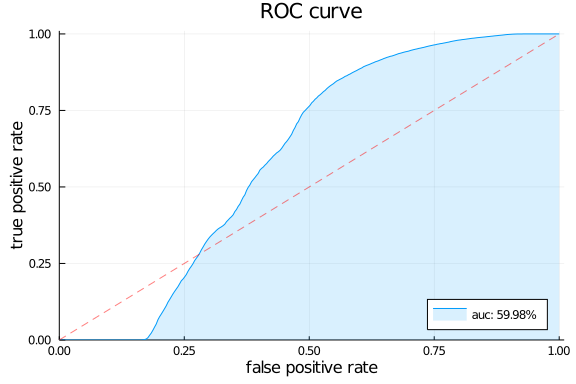 ROC curve
1.00
0.75
0.50
0.25
0.00
true positive rate
auc: 59.98%
0.00 0.25 0.50 0.75 1.00
false positive rate